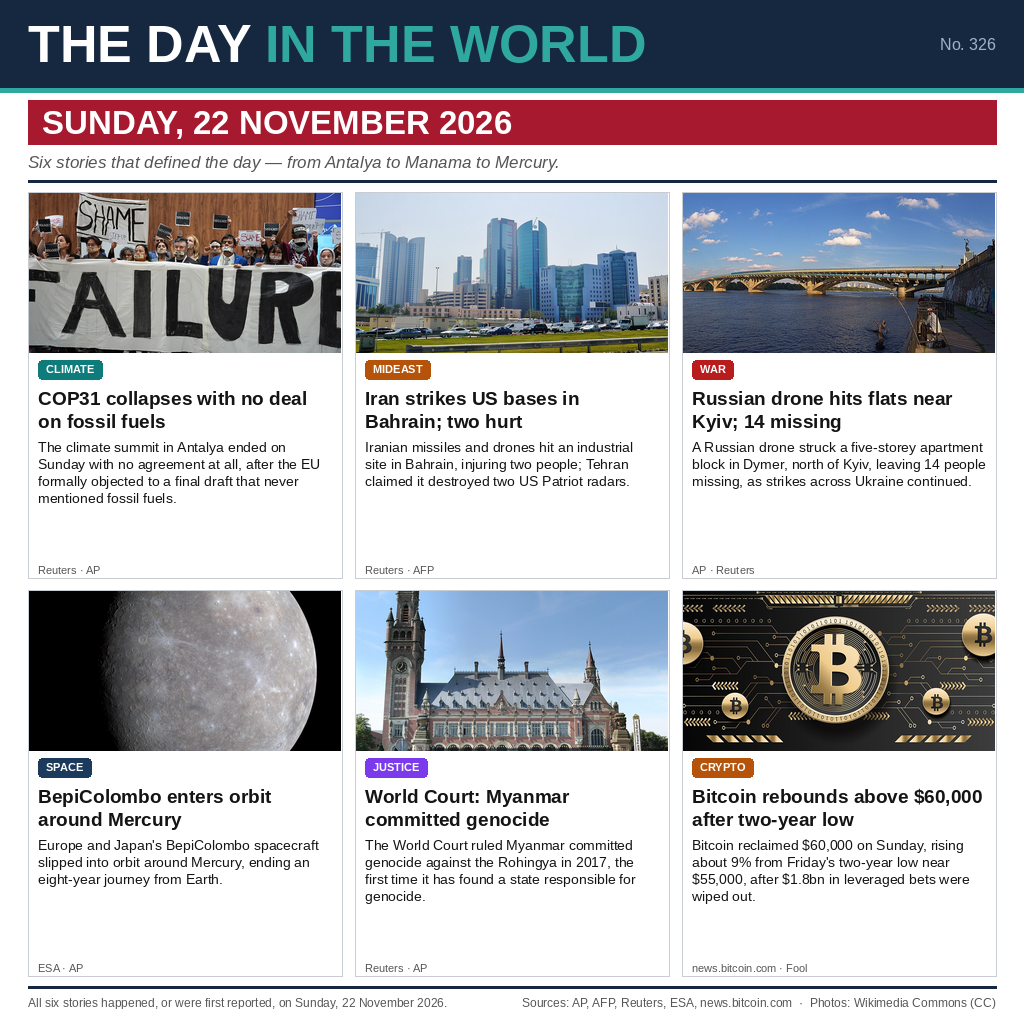 THE DAY IN THE WORLD
No. 326
SUNDAY, 22 NOVEMBER 2026
Six stories that defined the day — from Antalya to Manama to Mercury.
SHAME
SHAME
FAILURE
CLIMATE
COP31 collapses with no deal
on fossil fuels
The climate summit in Antalya ended on
Sunday with no agreement at all, after the EU
formally objected to a final draft that never
mentioned fossil fuels.
Reuters · AP
MIDEAST
Iran strikes US bases in
Bahrain; two hurt
Iranian missiles and drones hit an industrial
site in Bahrain, injuring two people; Tehran
claimed it destroyed two US Patriot radars.
Reuters · AFP
WAR
Russian drone hits flats near
Kyiv; 14 missing
A Russian drone struck a five-storey apartment
block in Dymer, north of Kyiv, leaving 14 people
missing, as strikes across Ukraine continued.
AP · Reuters
SPACE
BepiColombo enters orbit
around Mercury
Europe and Japan's BepiColombo spacecraft
slipped into orbit around Mercury, ending an
eight-year journey from Earth.
ESA · AP
JUSTICE
World Court: Myanmar
committed genocide
The World Court ruled Myanmar committed
genocide against the Rohingya in 2017, the
first time it has found a state responsible for
genocide.
Reuters · AP
CRYPTO
Bitcoin rebounds above $60,000
after two-year low
Bitcoin reclaimed $60,000 on Sunday, rising
about 9% from Friday's two-year low near
$55,000, after $1.8bn in leveraged bets were
wiped out.
news.bitcoin.com · Fool
All six stories happened, or were first reported, on Sunday, 22 November 2026.
Sources: AP, AFP, Reuters, ESA, news.bitcoin.com · Photos: Wikimedia Commons (CC)